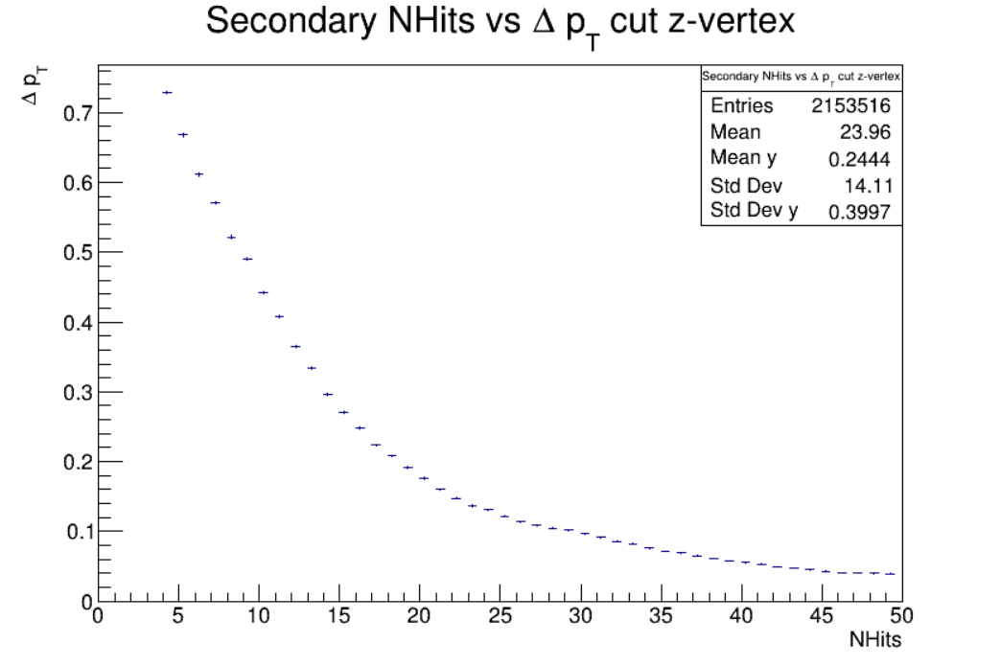 Secondary NHits vs Δ p_T cut z-vertex
Δ p_T
Secondary NHits vs Δ p_T cut z-vertex
Entries 2153516
Mean 23.96
Mean y 0.2444
Std Dev 14.11
Std Dev y 0.3997
0.7
0.6
0.5
0.4
0.3
0.2
0.1
0
0 5 10 15 20 25 30 35 40 45 50
NHits